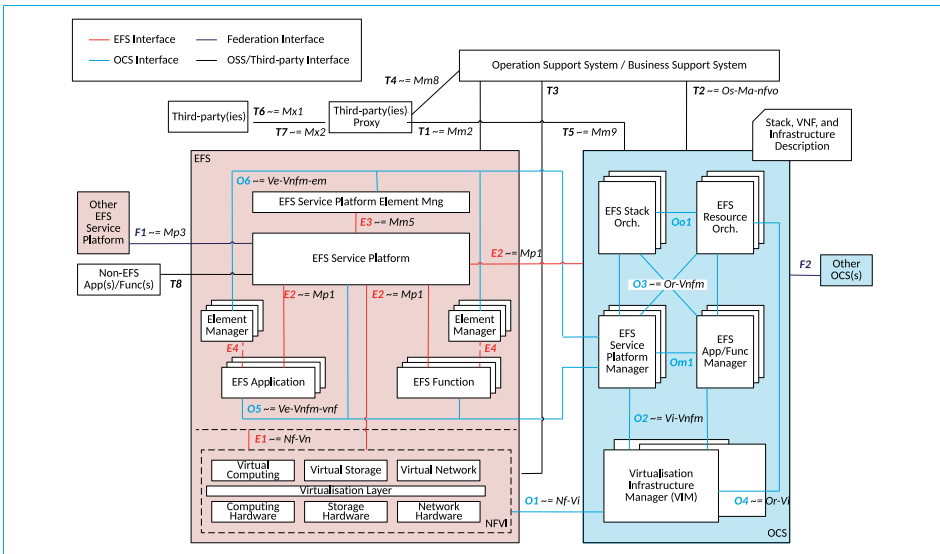 EFS Interface
Federation Interface
OCS Interface
OSS/Third-party Interface
Operation Support System / Business Support System
T4 ~= Mm8
T3
T2 ~= Os-Ma-nfvo
Third-party(ies)
T6 ~= Mx1
T7 ~= Mx2
Third-party(ies)
Proxy
T1 ~= Mm2
T5 ~= Mm9
Stack, VNF, and
Infrastructure
Description
EFS
O6 ~= Ve-Vnfm-em
EFS Service Platform Element Mng
E3 ~= Mm5
Other
EFS
Service
Platform
F1 ~= Mp3
EFS Service Platform
E2 ~= Mp1
Non-EFS
App(s)/Func(s)
T8
E2 ~= Mp1
E2 ~= Mp1
Element
Manager
Element
Manager
E4
E4
EFS Application
EFS Function
O5 ~= Ve-Vnfm-vnf
E1 ~= Nf-Vn
Virtual
Computing
Virtual Storage
Virtual Network
Virtualisation Layer
Computing
Hardware
Storage
Hardware
Network
Hardware
NFVI
EFS Stack
Orch.
Oo1
EFS
Resource
Orch.
F2
Other
OCS(s)
O3 ~= Or-Vnfm
EFS
Service
Platform
Manager
Om1
EFS
App/Func
Manager
O2 ~= Vi-Vnfm
Virtualisation
Infrastructure
Manager (VIM)
O1 ~= Nf-Vi
O4 ~= Or-Vi
OCS